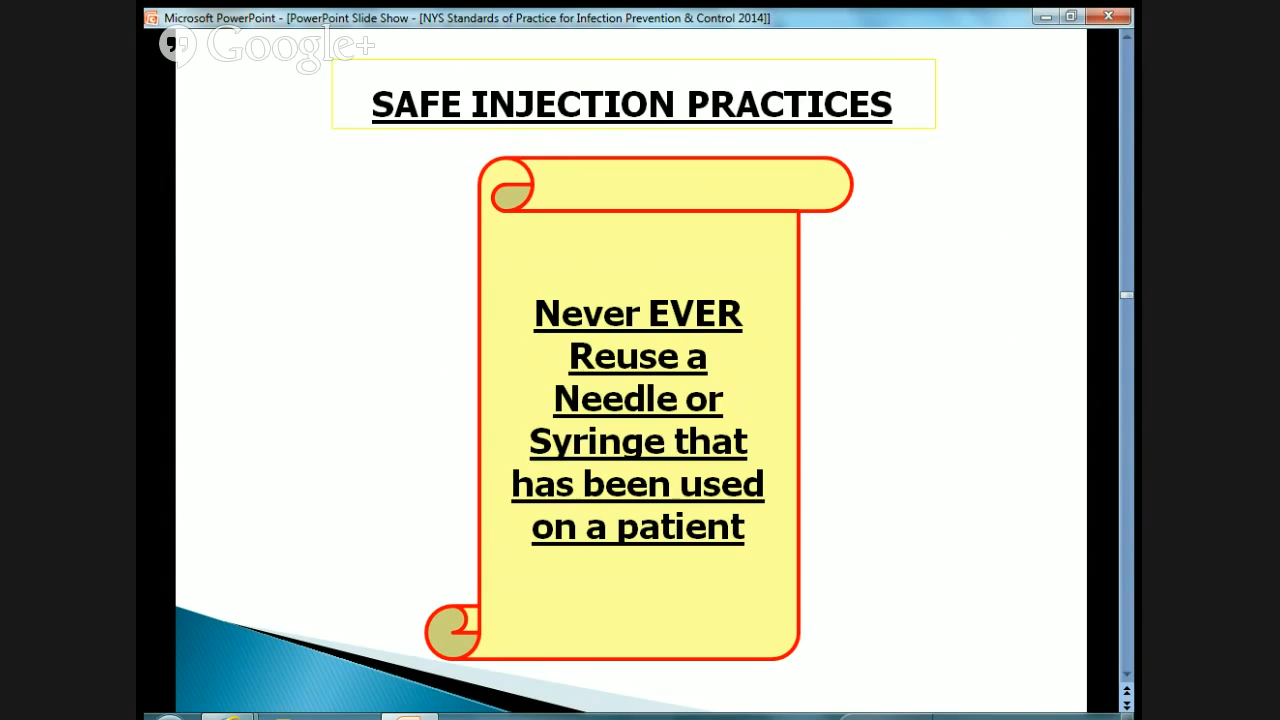 Microsoft PowerPoint - [PowerPoint Slide Show - [NYS Standards of Practice for Infection Prevention & Control 2014]]
Google+
SAFE INJECTION PRACTICES
Never EVER
Reuse a
Needle or
Syringe that
has been used
on a patient